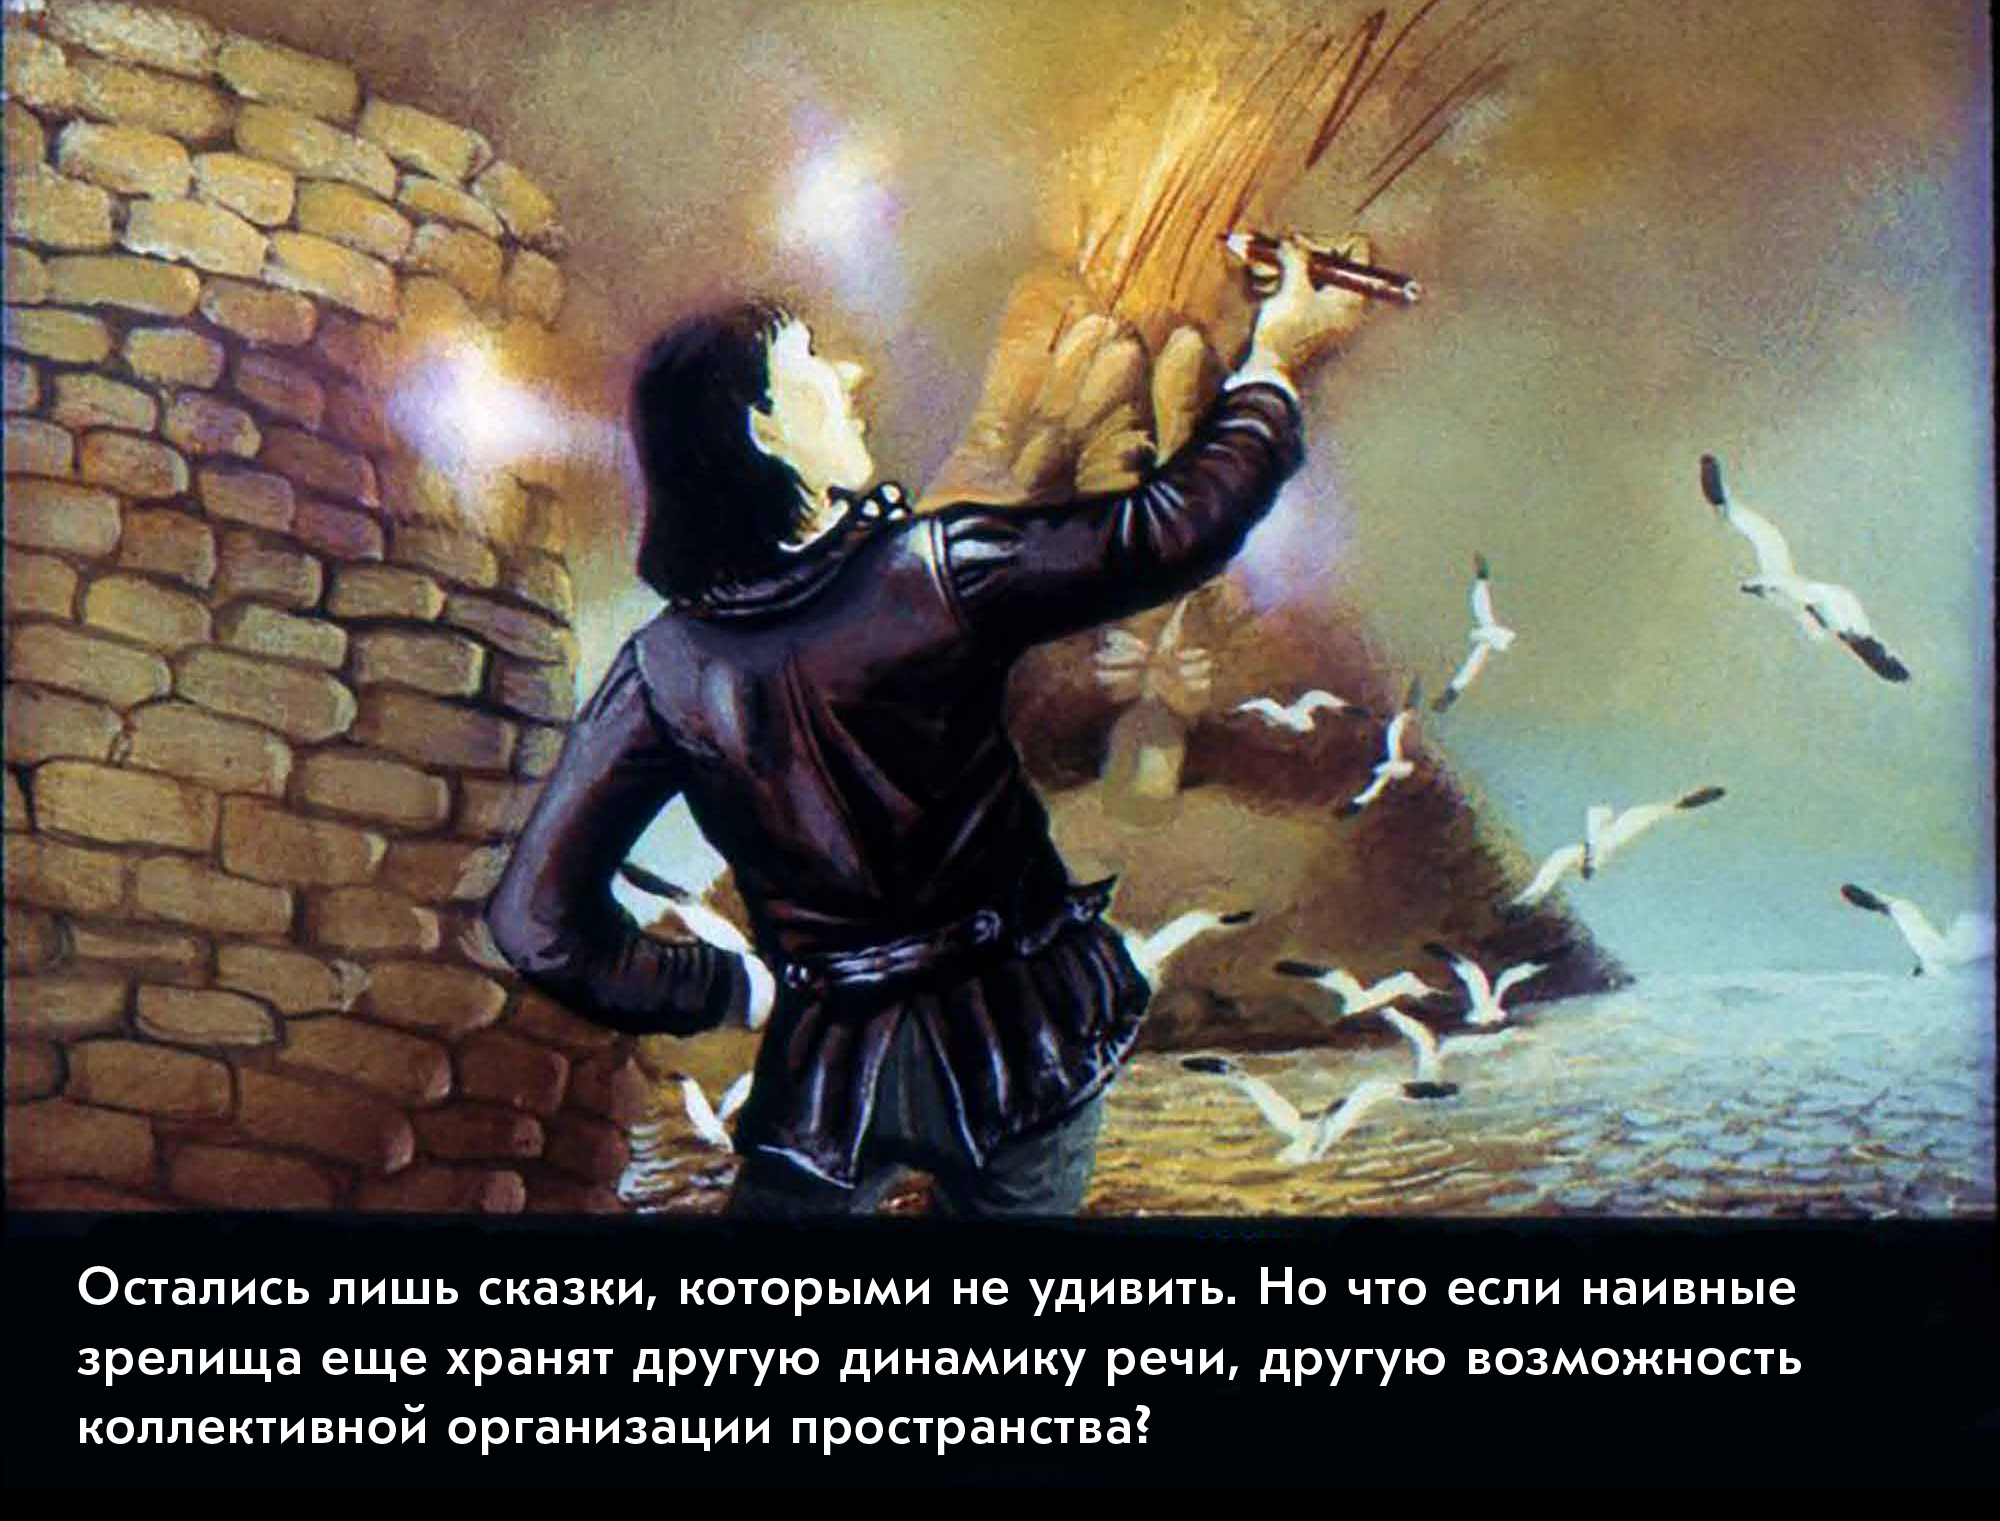 Остались лишь сказки, которыми не удивить. Но что если наивные
зрелища еще хранят другую динамику речи, другую возможность
коллективной организации пространства?